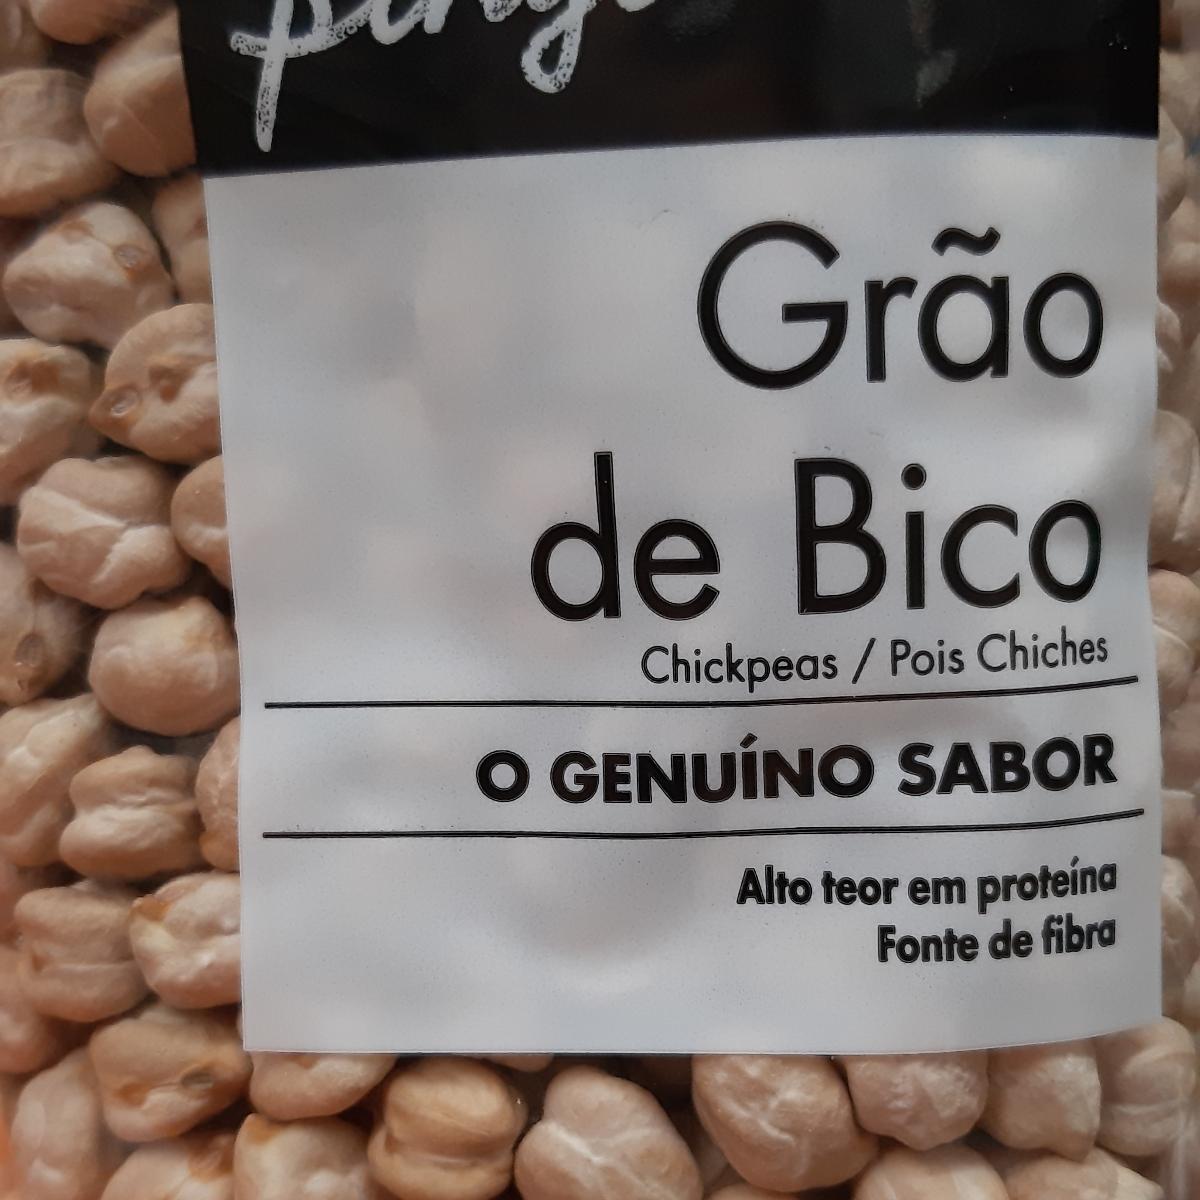 Grão
de Bico
Chickpeas / Pois Chiches
O GENUÍNO SABOR
Alto teor em proteína
Fonte de fibra